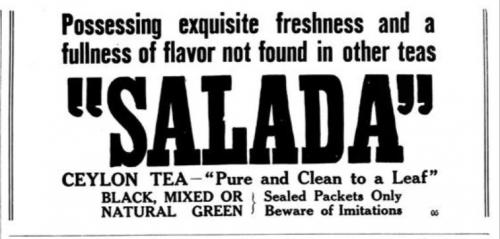 Possessing exquisite freshness and a
fullness of flavor not found in other teas
"SALADA"
CEYLON TEA—"Pure and Clean to a Leaf"
BLACK, MIXED OR } Sealed Packets Only
NATURAL GREEN } Beware of Imitations